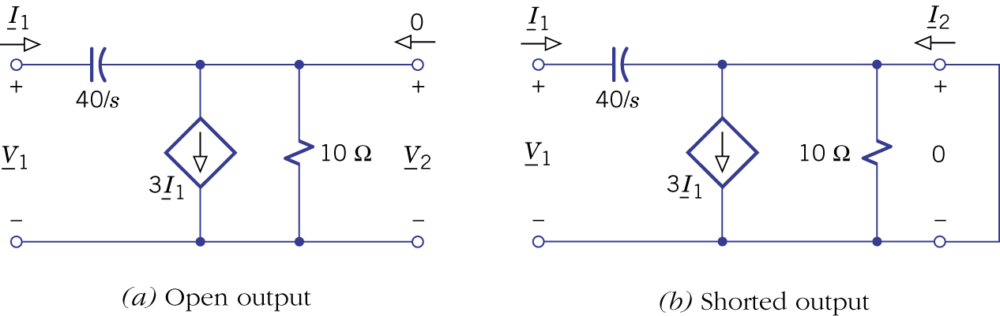 I1
0
+
+
40/s
V1
3I1
10 Ω
V2
−
−
(a) Open output
I1
I2
+
+
40/s
V1
3I1
10 Ω
0
−
−
(b) Shorted output